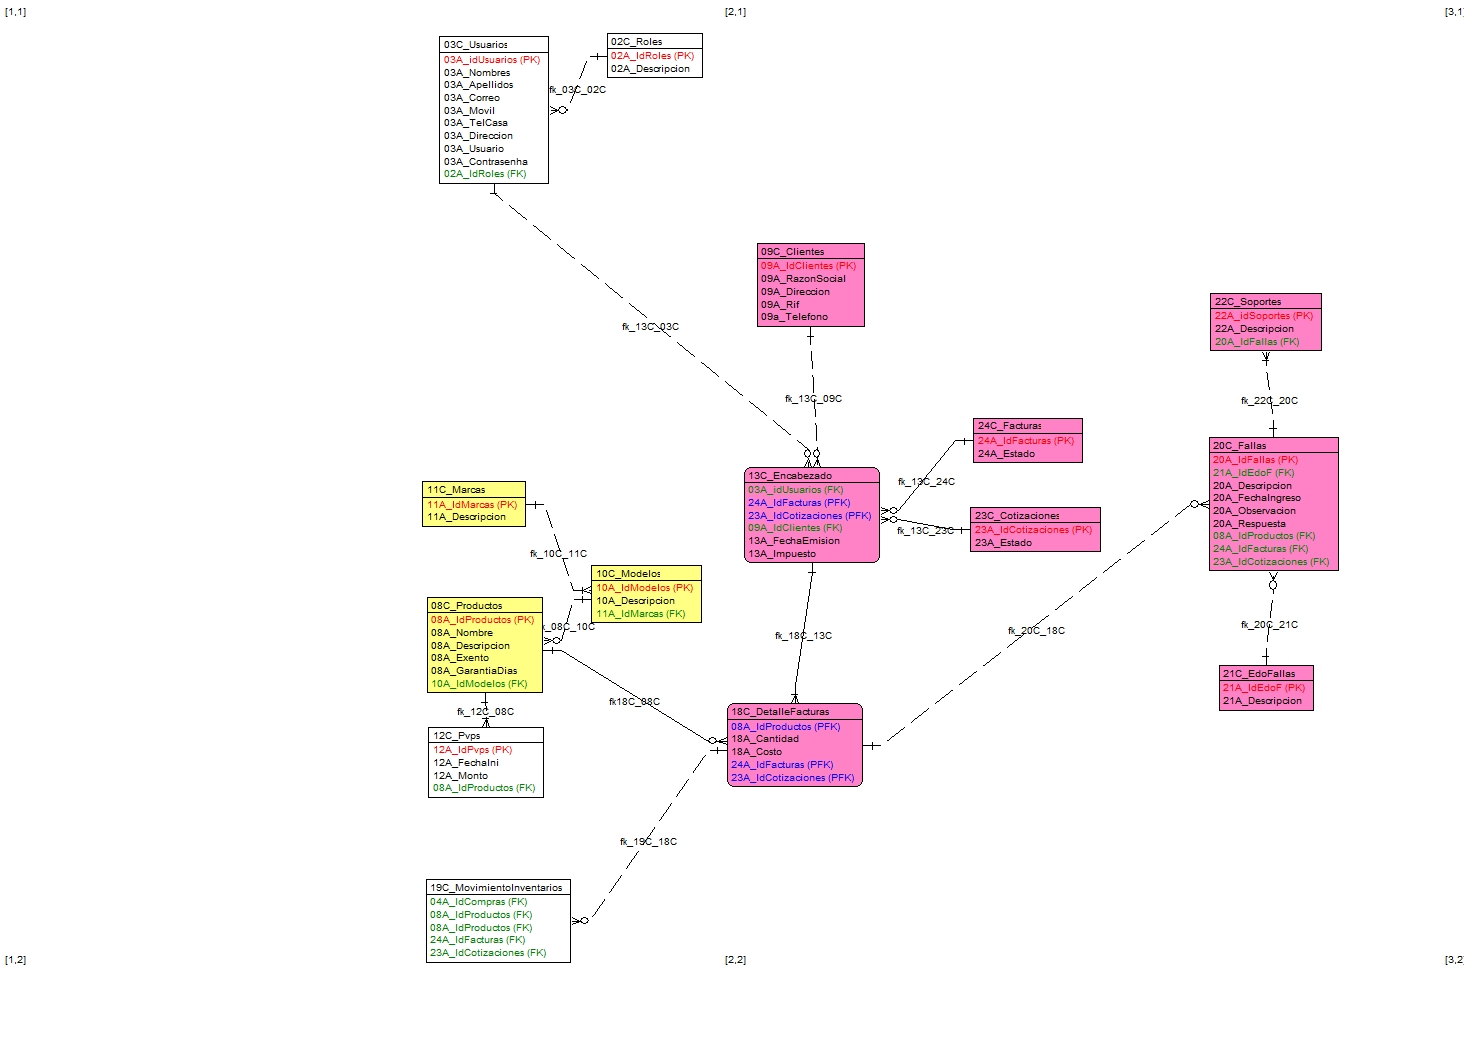 [1,1]
[2,1]
[3,1]
03C_Usuarios
03A_idUsuarios (PK)
03A_Nombres
03A_Apellidos
03A_Correo
03A_Movil
03A_TelCasa
03A_Direccion
03A_Usuario
03A_Contrasenha
02A_IdRoles (FK)
02C_Roles
02A_IdRoles (PK)
02A_Descripcion
fk_03C_02C
fk_13C_03C
09C_Clientes
09A_IdClientes (PK)
09A_RazonSocial
09A_Direccion
09A_Rif
09a_Telefono
fk_13C_09C
22C_Soportes
22A_idSoportes (PK)
22A_Descripcion
20A_IdFallas (FK)
fk_22C_20C
24C_Facturas
24A_IdFacturas (PK)
24A_Estado
fk_13C_24C
20C_Fallas
20A_IdFallas (PK)
21A_IdEdoF (FK)
20A_Descripcion
20A_FechaIngreso
20A_Observacion
20A_Respuesta
08A_IdProductos (FK)
24A_IdFacturas (FK)
23A_IdCotizaciones (FK)
13C_Encabezado
03A_idUsuarios (FK)
24A_IdFacturas (PFK)
23A_IdCotizaciones (PFK)
09A_IdClientes (FK)
13A_FechaEmision
13A_Impuesto
23C_Cotizaciones
23A_IdCotizaciones (PK)
23A_Estado
fk_13C_23C
11C_Marcas
11A_IdMarcas (PK)
11A_Descripcion
fk_10C_11C
10C_Modelos
10A_IdModelos (PK)
10A_Descripcion
11A_IdMarcas (FK)
08C_Productos
08A_IdProductos (PK)
08A_Nombre
08A_Descripcion
08A_Exento
08A_GarantiaDias
10A_IdModelos (FK)
k_08C_10C
fk_18C_13C
fk_20C_18C
fk_20C_21C
21C_EdoFallas
21A_IdEdoF (PK)
21A_Descripcion
fk18C_08C
fk_12C_08C
12C_Pvps
12A_IdPvps (PK)
12A_FechaIni
12A_Monto
08A_IdProductos (FK)
18C_DetalleFacturas
08A_IdProductos (PFK)
18A_Cantidad
18A_Costo
24A_IdFacturas (PFK)
23A_IdCotizaciones (PFK)
fk_19C_18C
19C_MovimientoInventarios
04A_IdCompras (FK)
08A_IdProductos (FK)
08A_IdProductos (FK)
24A_IdFacturas (FK)
23A_IdCotizaciones (FK)
[1,2]
[2,2]
[3,2]